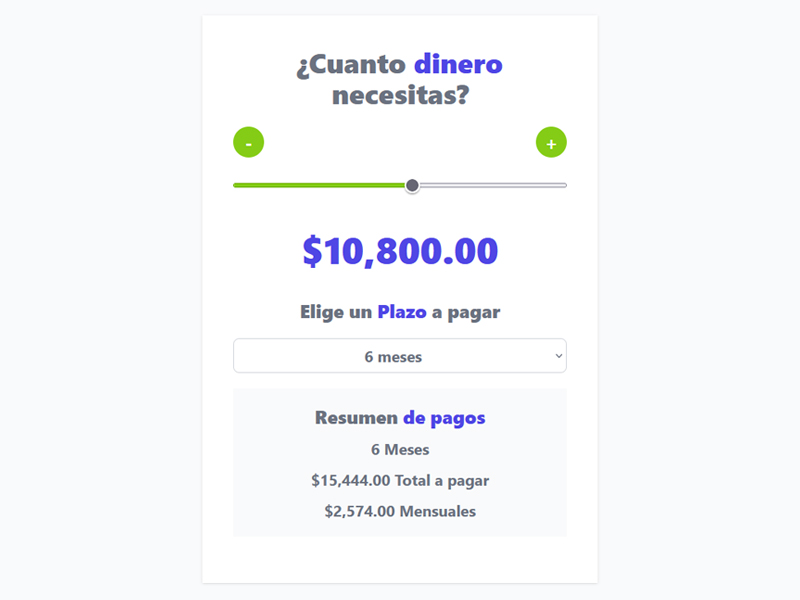 ¿Cuanto dinero
necesitas?
- +
$10,800.00
Elige un Plazo a pagar
6 meses
Resumen de pagos
6 Meses
$15,444.00 Total a pagar
$2,574.00 Mensuales